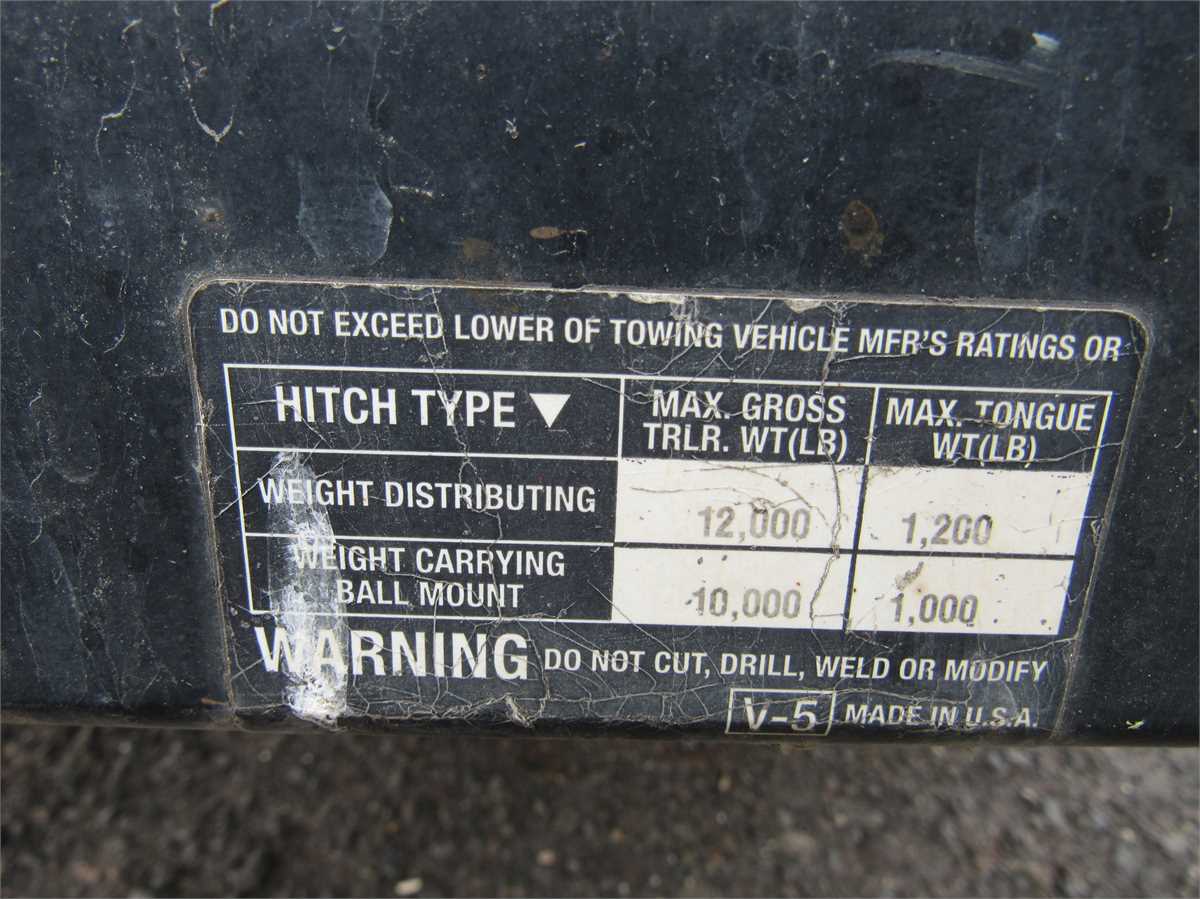 DO NOT EXCEED LOWER OF TOWING VEHICLE MFR'S RATINGS OR
HITCH TYPE ▼
MAX. GROSS
TRLR. WT(LB)
MAX. TONGUE
WT(LB)
WEIGHT DISTRIBUTING
12,000
1,200
WEIGHT CARRYING
BALL MOUNT
10,000
1,000
WARNING DO NOT CUT, DRILL, WELD OR MODIFY
V-5 MADE IN U.S.A.